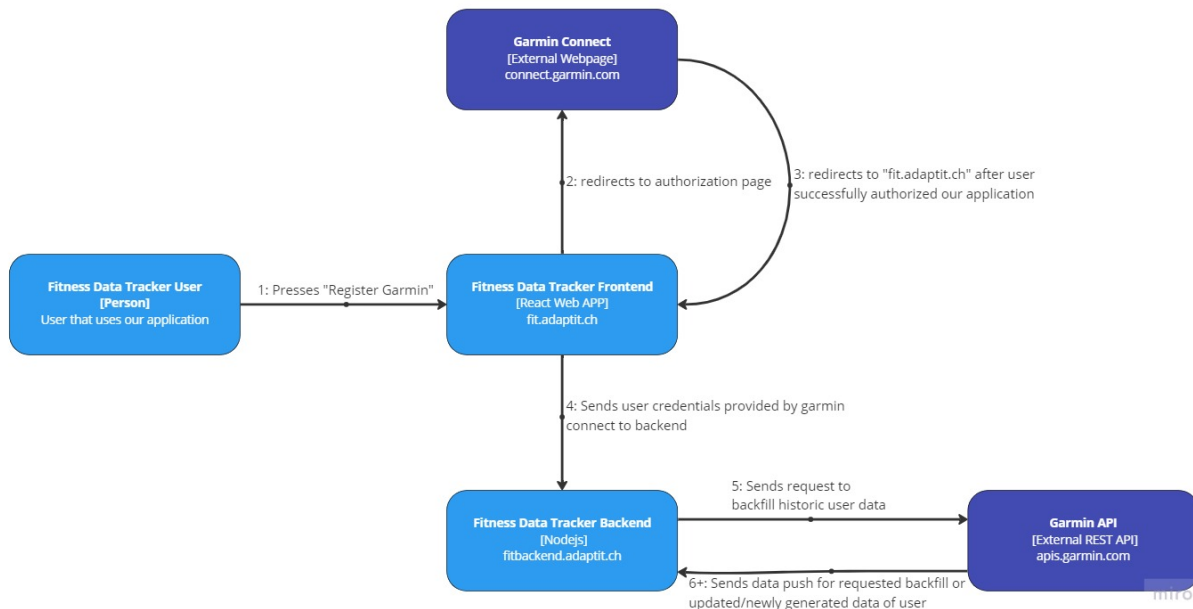 Garmin Connect
[External Webpage]
connect.garmin.com
2: redirects to authorization page
3: redirects to "fit.adaptit.ch" after user
successfully authorized our application
Fitness Data Tracker User
[Person]
User that uses our application
1: Presses "Register Garmin"
Fitness Data Tracker Frontend
[React Web APP]
fit.adaptit.ch
4: Sends user credentials provided by garmin
connect to backend
Fitness Data Tracker Backend
[Nodejs]
fitbackend.adaptit.ch
5: Sends request to
backfill historic user data
Garmin API
[External REST API]
apis.garmin.com
6+: Sends data push for requested backfill or
updated/newly generated data of user
miro